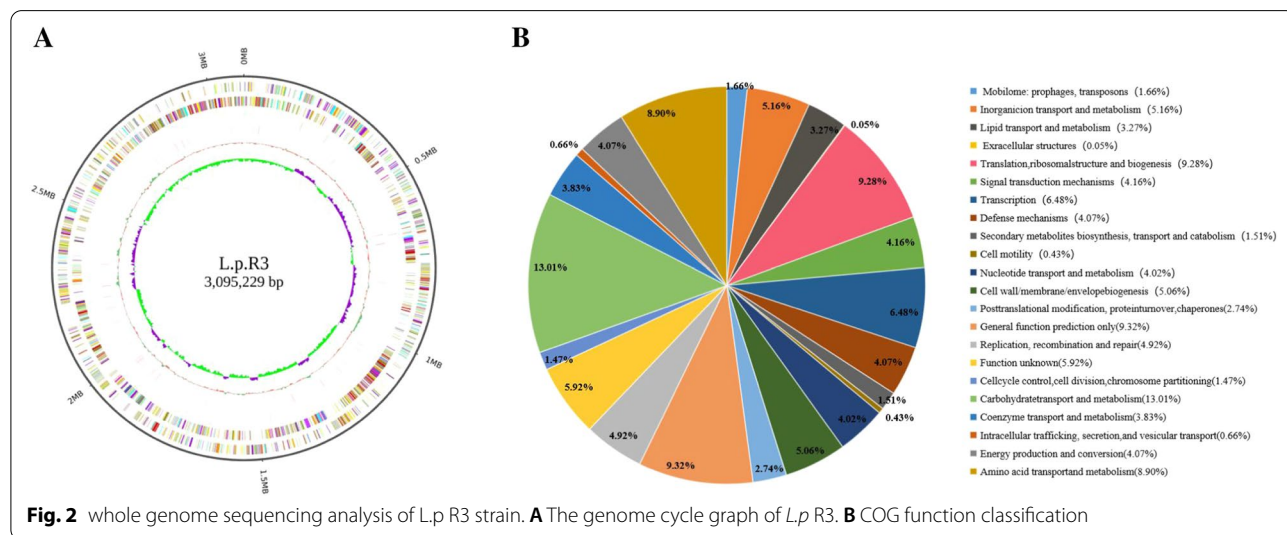 A
0MB
0.5MB
1MB
1.5MB
2MB
2.5MB
3MB
L.p.R3
3,095,229 bp
B
1.66%
5.16%
3.27%
0.05%
9.28%
4.16%
6.48%
4.07%
1.51%
0.43%
4.02%
5.06%
2.74%
9.32%
4.92%
5.92%
1.47%
13.01%
3.83%
0.66%
4.07%
8.90%
Mobilome: prophages, transposons (1.66%)
Inorganicion transport and metabolism (5.16%)
Lipid transport and metabolism (3.27%)
Exracellular structures (0.05%)
Translation,ribosomalstructure and biogenesis (9.28%)
Signal transduction mechanisms (4.16%)
Transcription (6.48%)
Defense mechanisms (4.07%)
Secondary metabolites biosynthesis, transport and catabolism (1.51%)
Cell motility (0.43%)
Nucleotide transport and metabolism (4.02%)
Cell wall/membrane/envelopebiogenesis (5.06%)
Posttranslational modification, proteinturnover,chaperones(2.74%)
General function prediction only(9.32%)
Replication, recombination and repair(4.92%)
Function unknown(5.92%)
Cellcycle control,cell division,chromosome partitioning(1.47%)
Carbohydratetransport and metabolism(13.01%)
Coenzyme transport and metabolism(3.83%)
Intracellular trafficking, secretion,and vesicular transport(0.66%)
Energy production and conversion(4.07%)
Amino acid transportand metabolism(8.90%)
Fig. 2 whole genome sequencing analysis of L.p R3 strain. A The genome cycle graph of L.p R3. B COG function classification